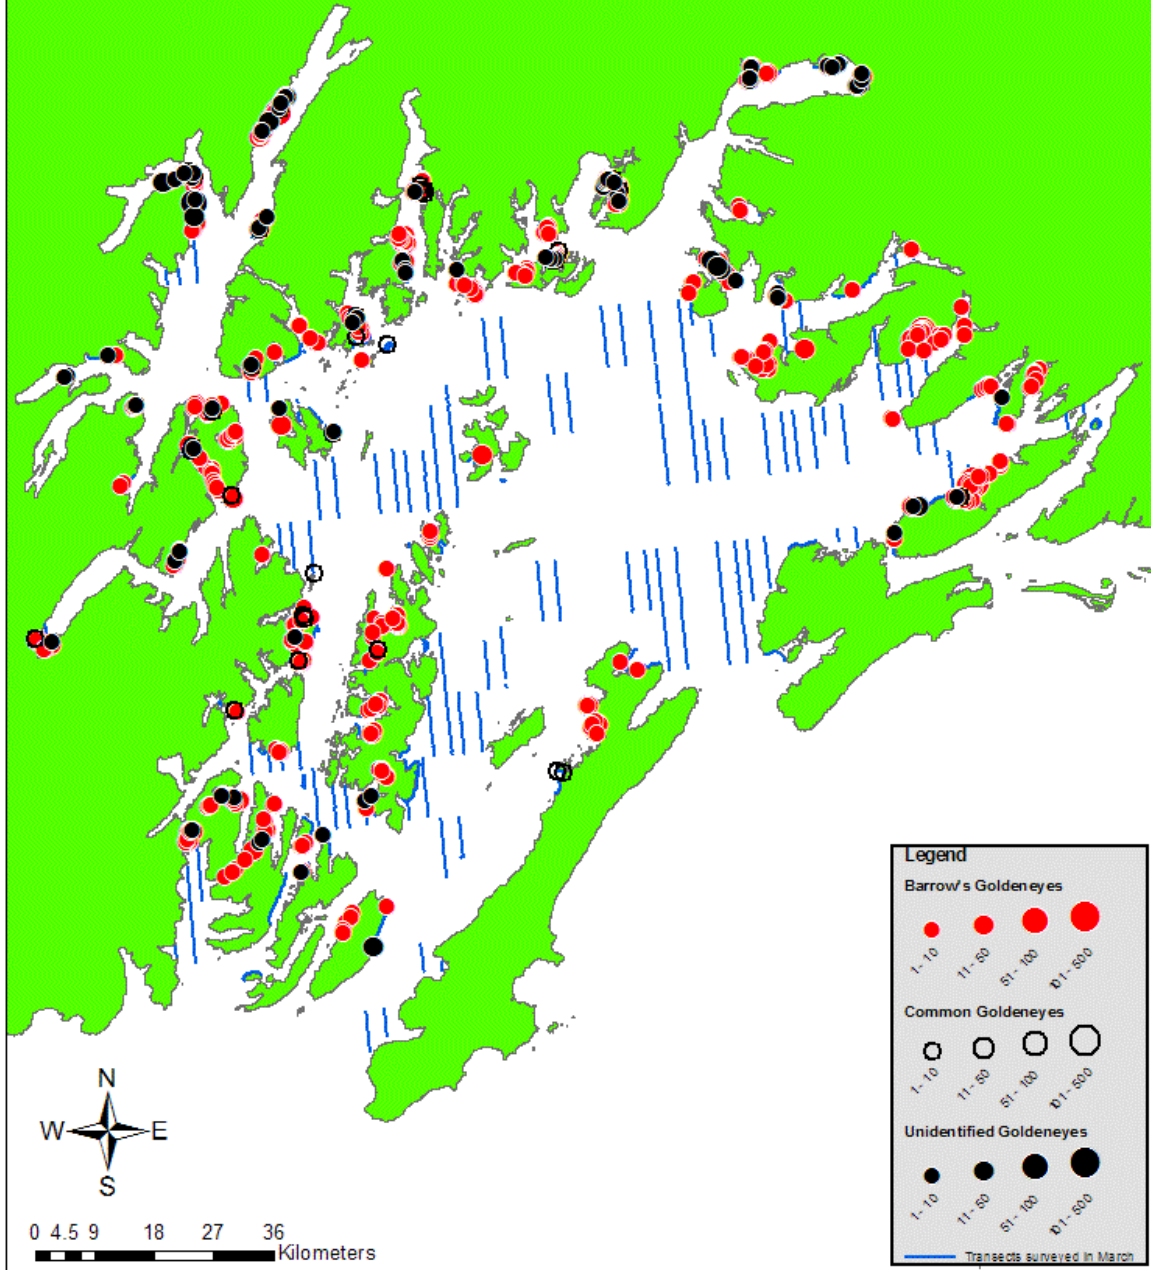 Legend
Barrow's Goldeneyes
1 - 10 11 - 50 51 - 100 101 - 500
Common Goldeneyes
1 - 10 11 - 50 51 - 100 101 - 500
Unidentified Goldeneyes
1 - 10 11 - 50 51 - 100 101 - 500
Transects surveyed in March
N
W E
S
0 4.5 9 18 27 36
Kilometers